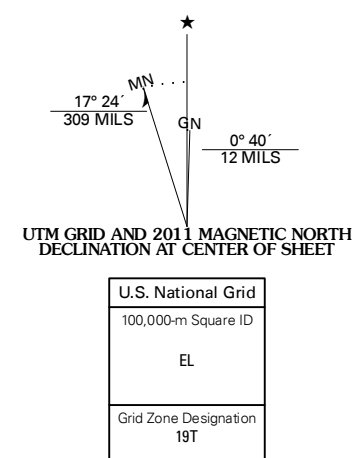 ★
MN
17° 24´
309 MILS
GN
0° 40´
12 MILS
UTM GRID AND 2011 MAGNETIC NORTH
DECLINATION AT CENTER OF SHEET
U.S. National Grid
100,000-m Square ID
EL
Grid Zone Designation
19T